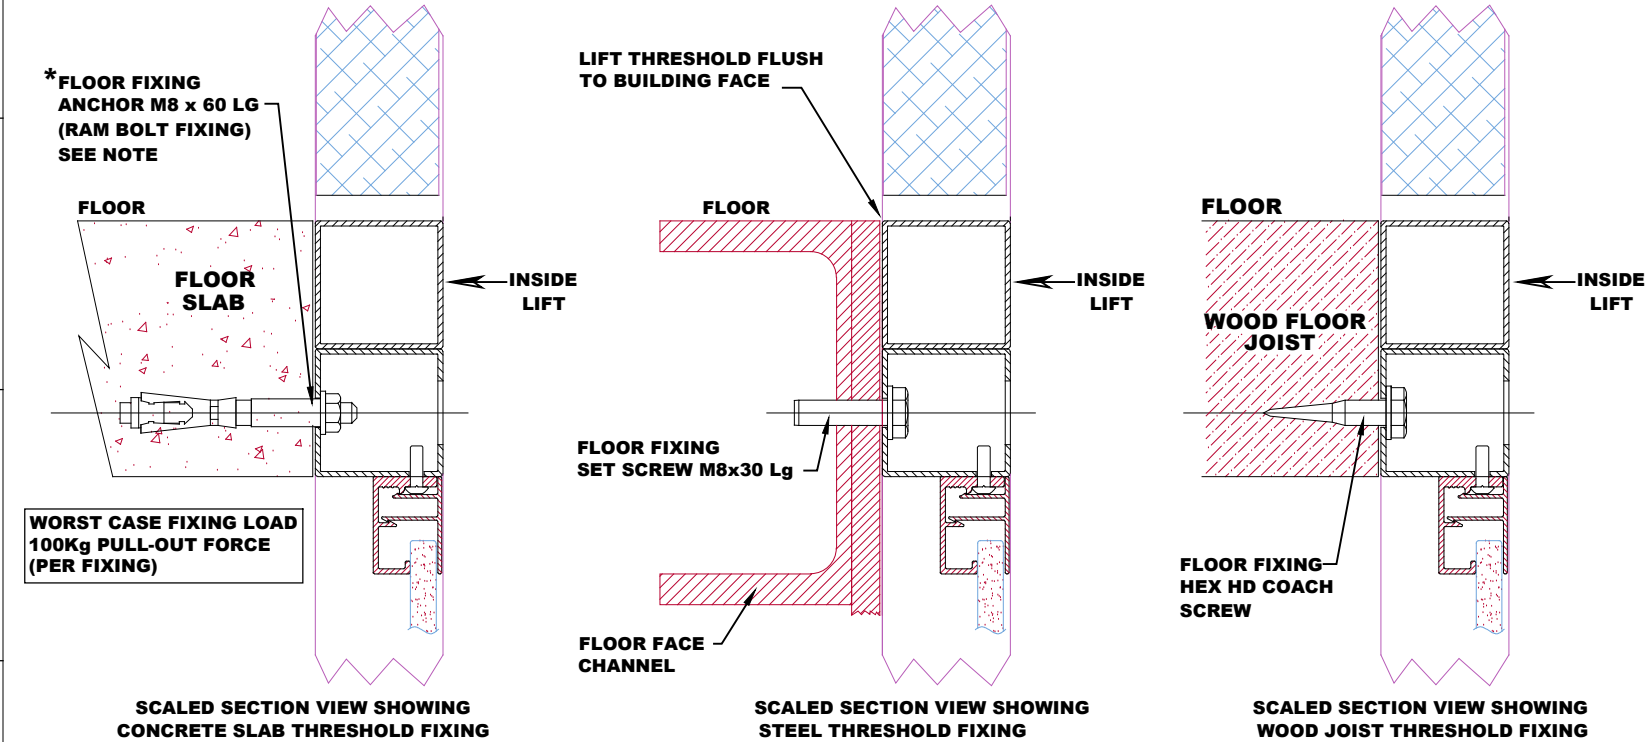 *FLOOR FIXING
ANCHOR M8 x 60 LG
(RAM BOLT FIXING)
SEE NOTE
FLOOR
FLOOR
SLAB
INSIDE
LIFT
WORST CASE FIXING LOAD
100Kg PULL-OUT FORCE
(PER FIXING)
SCALED SECTION VIEW SHOWING
CONCRETE SLAB THRESHOLD FIXING
LIFT THRESHOLD FLUSH
TO BUILDING FACE
FLOOR
INSIDE
LIFT
FLOOR FIXING
SET SCREW M8x30 Lg
FLOOR FACE
CHANNEL
SCALED SECTION VIEW SHOWING
STEEL THRESHOLD FIXING
FLOOR
WOOD FLOOR
JOIST
INSIDE
LIFT
FLOOR FIXING
HEX HD COACH
SCREW
SCALED SECTION VIEW SHOWING
WOOD JOIST THRESHOLD FIXING